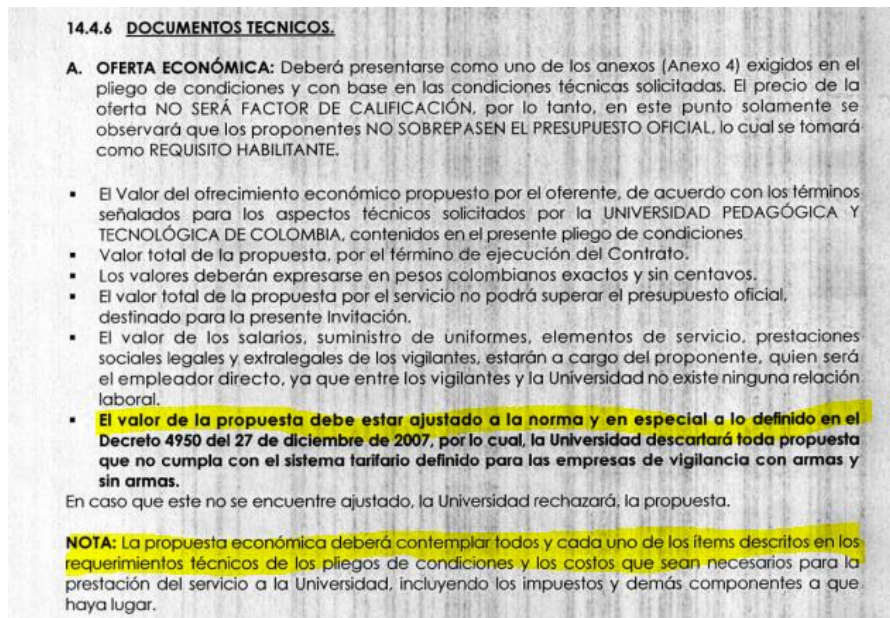 14.4.6 DOCUMENTOS TECNICOS.
A. OFERTA ECONÓMICA: Deberá presentarse como uno de los anexos (Anexo 4) exigidos en el
pliego de condiciones y con base en las condiciones técnicas solicitadas. El precio de la
oferta NO SERÁ FACTOR DE CALIFICACIÓN, por lo tanto, en este punto solamente se
observará que los proponentes NO SOBREPASEN EL PRESUPUESTO OFICIAL, lo cual se tomará
como REQUISITO HABILITANTE.
▪ El Valor del ofrecimiento económico propuesto por el oferente, de acuerdo con los términos
señalados para los aspectos técnicos solicitados por la UNIVERSIDAD PEDAGÓGICA Y
TECNOLÓGICA DE COLOMBIA, contenidos en el presente pliego de condiciones
▪ Valor total de la propuesta, por el término de ejecución del Contrato.
▪ Los valores deberán expresarse en pesos colombianos exactos y sin centavos.
▪ El valor total de la propuesta por el servicio no podrá superar el presupuesto oficial,
destinado para la presente Invitación.
▪ El valor de los salarios, suministro de uniformes, elementos de servicio, prestaciones
sociales legales y extralegales de los vigilantes, estarán a cargo del proponente, quien será
el empleador directo, ya que entre los vigilantes y la Universidad no existe ninguna relación
laboral.
▪ El valor de la propuesta debe estar ajustado a la norma y en especial a lo definido en el
Decreto 4950 del 27 de diciembre de 2007, por lo cual, la Universidad descartará toda propuesta
que no cumpla con el sistema tarifario definido para las empresas de vigilancia con armas y
sin armas.
En caso que este no se encuentre ajustado, la Universidad rechazará, la propuesta.
NOTA: La propuesta económica deberá contemplar todos y cada uno de los ítems descritos en los
requerimientos técnicos de los pliegos de condiciones y los costos que sean necesarios para la
prestación del servicio a la Universidad, incluyendo los impuestos y demás componentes a que
haya lugar.